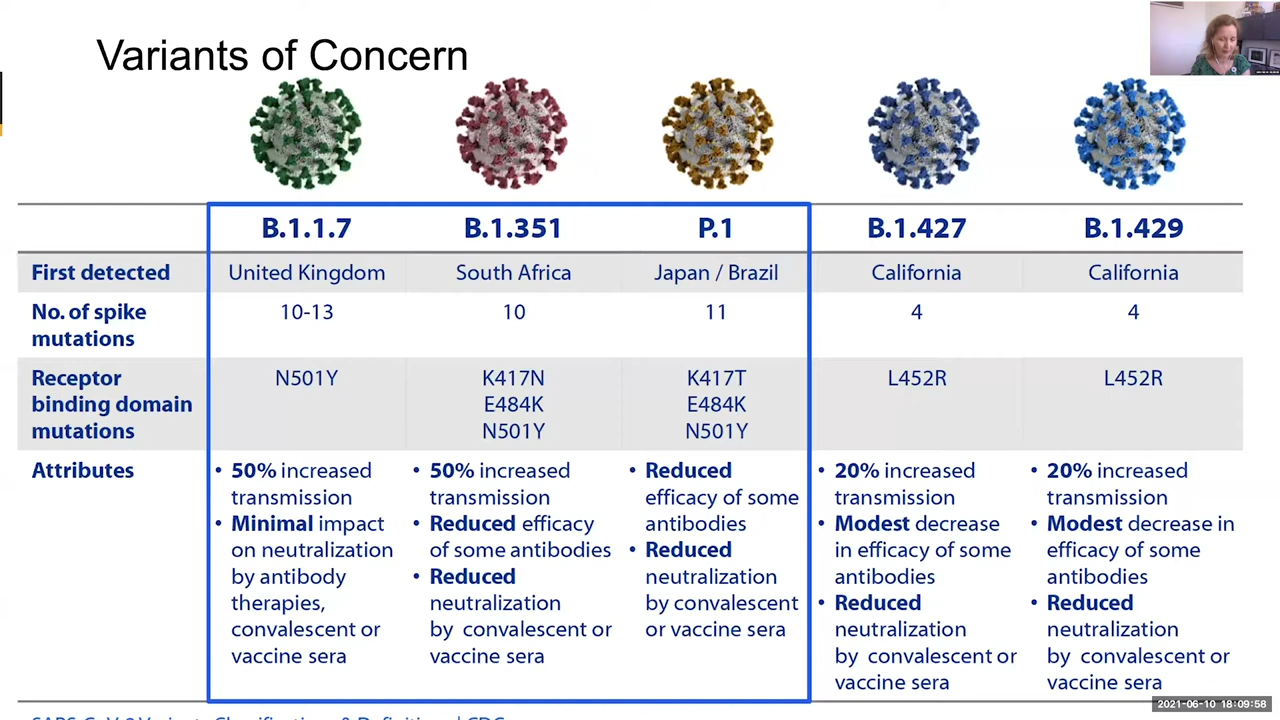 Variants of Concern
B.1.1.7 B.1.351 P.1 B.1.427 B.1.429
First detected United Kingdom South Africa Japan / Brazil California California
No. of spike mutations 10-13 10 11 4 4
Receptor binding domain mutations
N501Y
K417N
E484K
N501Y
K417T
E484K
N501Y
L452R
L452R
Attributes
• 50% increased
transmission
• Minimal impact
on neutralization
by antibody
therapies,
convalescent or
vaccine sera
• 50% increased
transmission
• Reduced efficacy
of some antibodies
• Reduced
neutralization
by convalescent or
vaccine sera
• Reduced
efficacy of some
antibodies
• Reduced
neutralization
by convalescent
or vaccine sera
• 20% increased
transmission
• Modest decrease
in efficacy of some
antibodies
• Reduced
neutralization
by convalescent or
vaccine sera
• 20% increased
transmission
• Modest decrease in
efficacy of some
antibodies
• Reduced
neutralization
by convalescent or
vaccine sera
2021-06-10 18:09:58